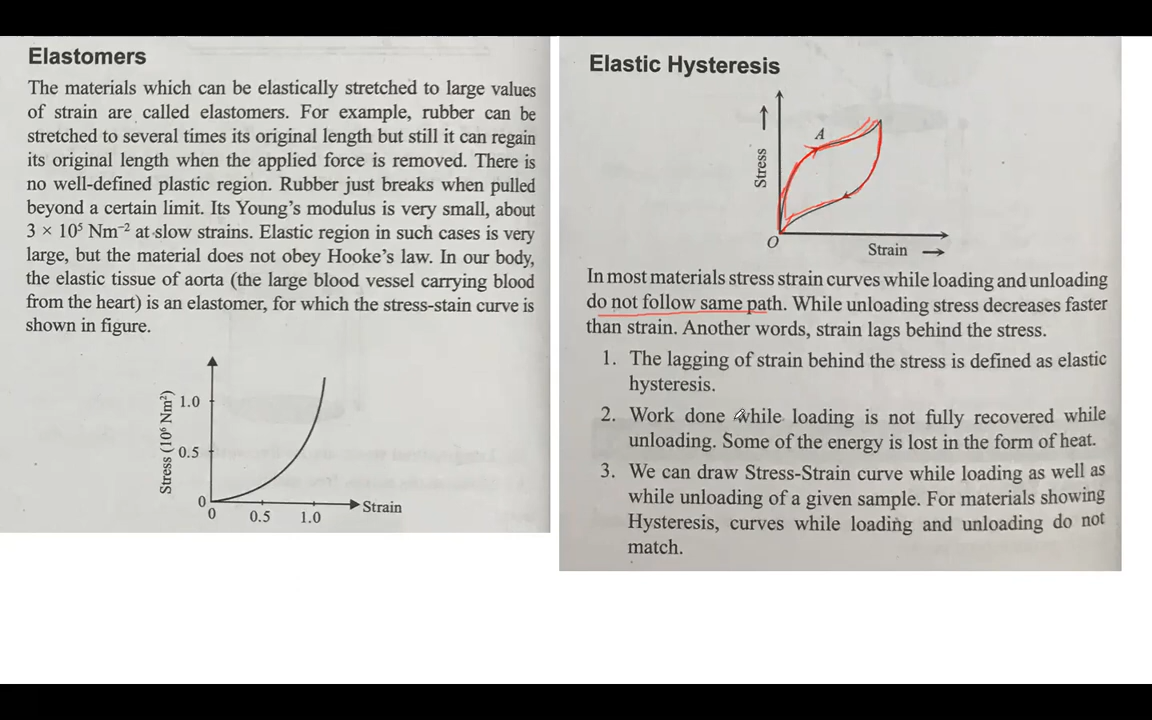 Elastomers
The materials which can be elastically stretched to large values
of strain are called elastomers. For example, rubber can be
stretched to several times its original length but still it can regain
its original length when the applied force is removed. There is
no well-defined plastic region. Rubber just breaks when pulled
beyond a certain limit. Its Young's modulus is very small, about
3 × 10⁵ Nm⁻² at slow strains. Elastic region in such cases is very
large, but the material does not obey Hooke's law. In our body,
the elastic tissue of aorta (the large blood vessel carrying blood
from the heart) is an elastomer, for which the stress-stain curve is
shown in figure.
Stress (10⁶ Nm²)
1.0
0.5
0
0
0.5
1.0
Strain
Elastic Hysteresis
Stress
A
O
Strain
In most materials stress strain curves while loading and unloading
do not follow same path. While unloading stress decreases faster
than strain. Another words, strain lags behind the stress.
1. The lagging of strain behind the stress is defined as elastic
hysteresis.
2. Work done while loading is not fully recovered while
unloading. Some of the energy is lost in the form of heat.
3. We can draw Stress-Strain curve while loading as well as
while unloading of a given sample. For materials showing
Hysteresis, curves while loading and unloading do not
match.